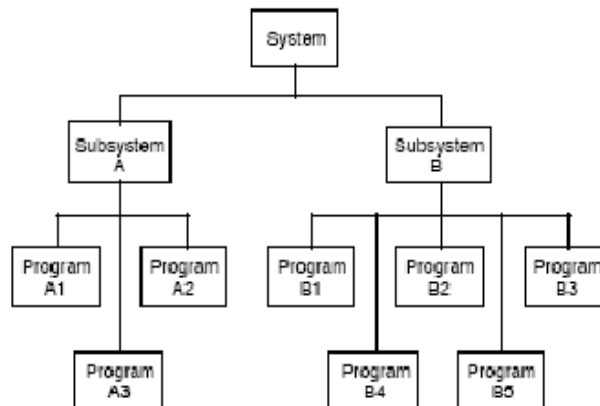 System
Subsystem
A
Subsystem
B
Program
A1
Program
A2
Program
B1
Program
B2
Program
B3
Program
A3
Program
B4
Program
B5